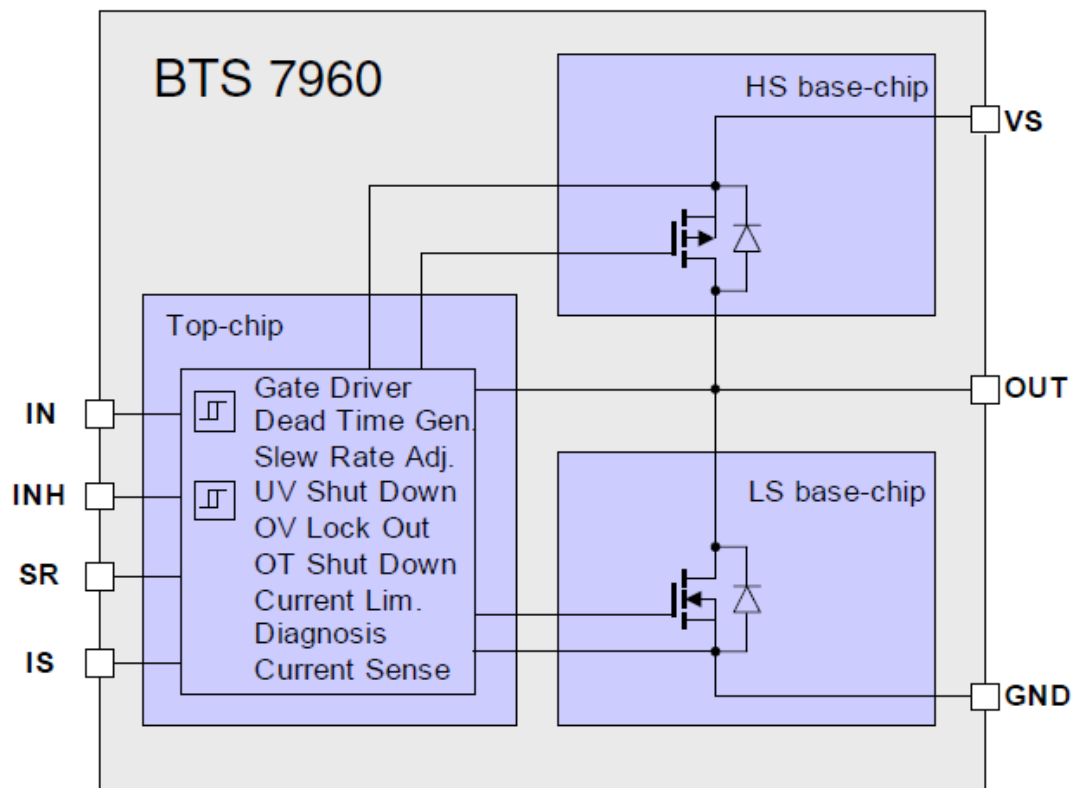 BTS 7960
HS base-chip
VS
Top-chip
Gate Driver
Dead Time Gen.
Slew Rate Adj.
UV Shut Down
OV Lock Out
OT Shut Down
Current Lim.
Diagnosis
Current Sense
IN
INH
SR
IS
OUT
LS base-chip
GND